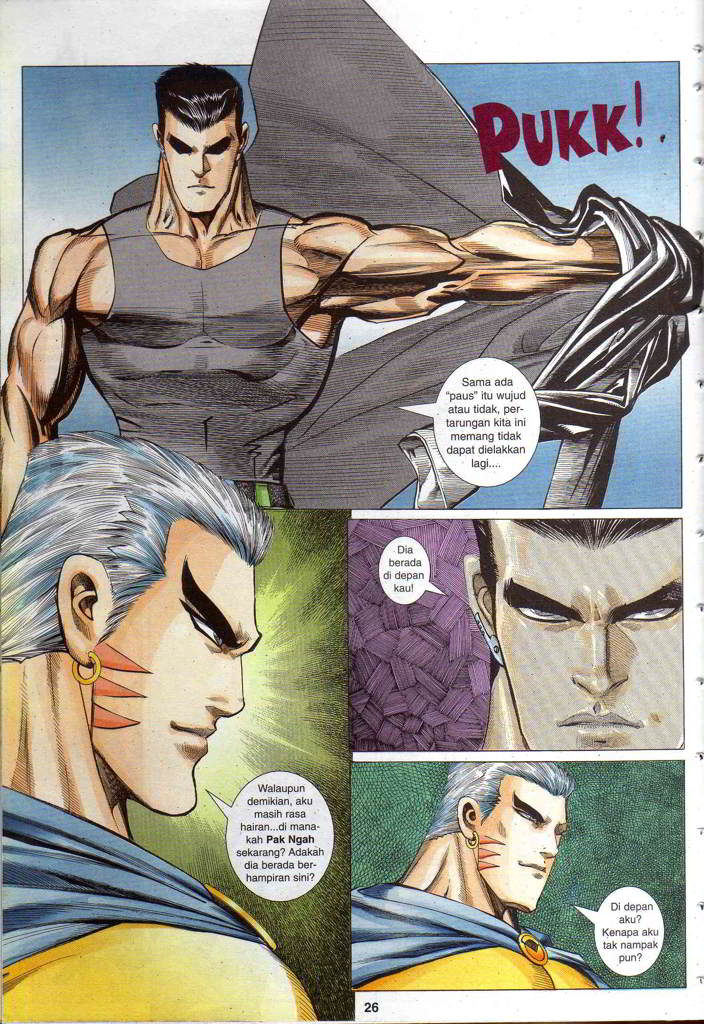 PUKK!
Sama ada
"paus" itu wujud
atau tidak, per-
tarungan kita ini
memang tidak
dapat dielakkan
lagi....
Dia
berada
di depan
kau!
Walaupun
demikian, aku
masih rasa
hairan...di mana-
kah Pak Ngah
sekarang? Adakah
dia berada ber-
hampiran sini?
Di depan
aku?
Kenapa aku
tak nampak
pun?
26